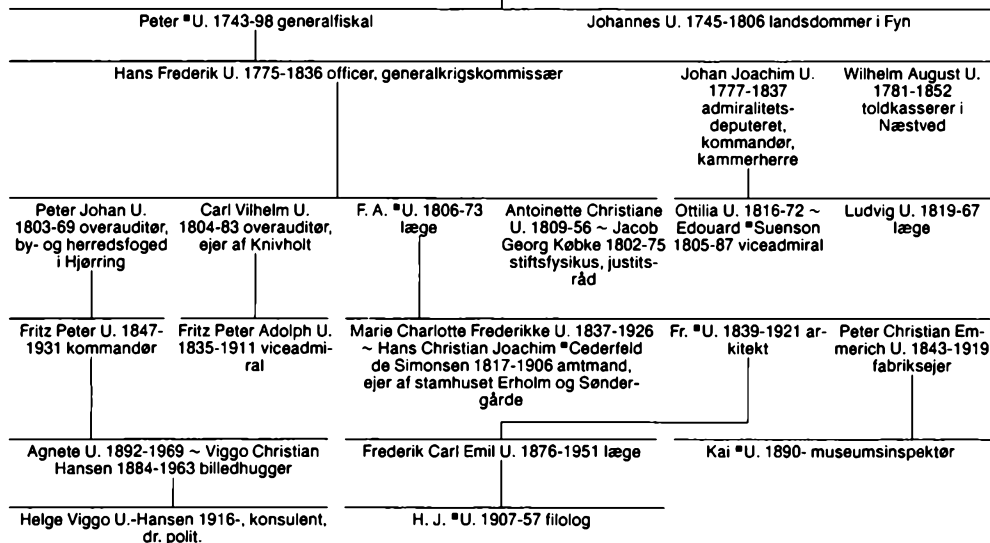 Peter *U. 1743-98 generalfiskal
Johannes U. 1745-1806 landsdommer i Fyn
Hans Frederik U. 1775-1836 officer, generalkrigskommissær
Johan Joachim U.
1777-1837
admiralitets-
deputeret,
kommandør,
kammerherre
Wilhelm August U.
1781-1852
toldkasserer i
Næstved
Peter Johan U.
1803-69 overauditør,
by- og herredsfoged
i Hjørring
Carl Vilhelm U.
1804-83 overauditør,
ejer af Knivholt
F. A. *U. 1806-73
læge
Antoinette Christiane
U. 1809-56 ~ Jacob
Georg Købke 1802-75
stiftsfysikus, justits-
råd
Ottilia U. 1816-72 ~
Edouard *Suenson
1805-87 viceadmiral
Ludvig U. 1819-67
læge
Fritz Peter U. 1847-
1931 kommandør
Fritz Peter Adolph U.
1835-1911 viceadmi-
ral
Marie Charlotte Frederikke U. 1837-1926
~ Hans Christian Joachim *Cederfeld
de Simonsen 1817-1906 amtmand,
ejer af stamhuset Erholm og Sønder-
gårde
Fr. *U. 1839-1921 ar-
kitekt
Peter Christian Em-
merich U. 1843-1919
fabriksejer
Agnete U. 1892-1969 ~ Viggo Christian
Hansen 1884-1963 billedhugger
Frederik Carl Emil U. 1876-1951 læge
Kai *U. 1890- museumsinspektør
Helge Viggo U.-Hansen 1916-, konsulent,
dr. polit.
H. J. *U. 1907-57 filolog